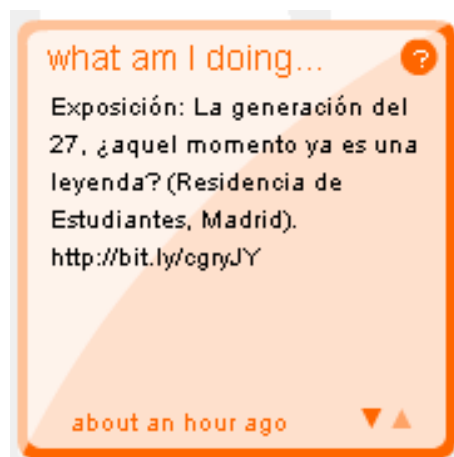 what am I doing...
?
Exposición: La generación del
27, ¿aquel momento ya es una
leyenda? (Residencia de
Estudiantes, Madrid).
http://bit.ly/cgryJY
about an hour ago